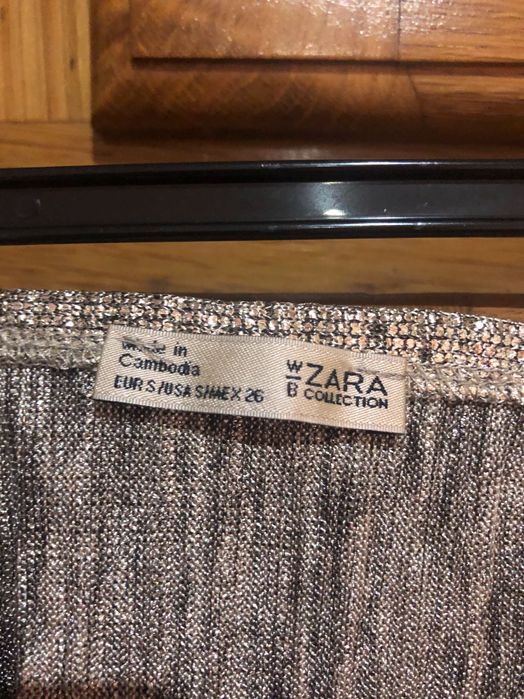 Made in
Cambodia
EUR S/USA S/MEX 26
W&B ZARA
COLLECTION